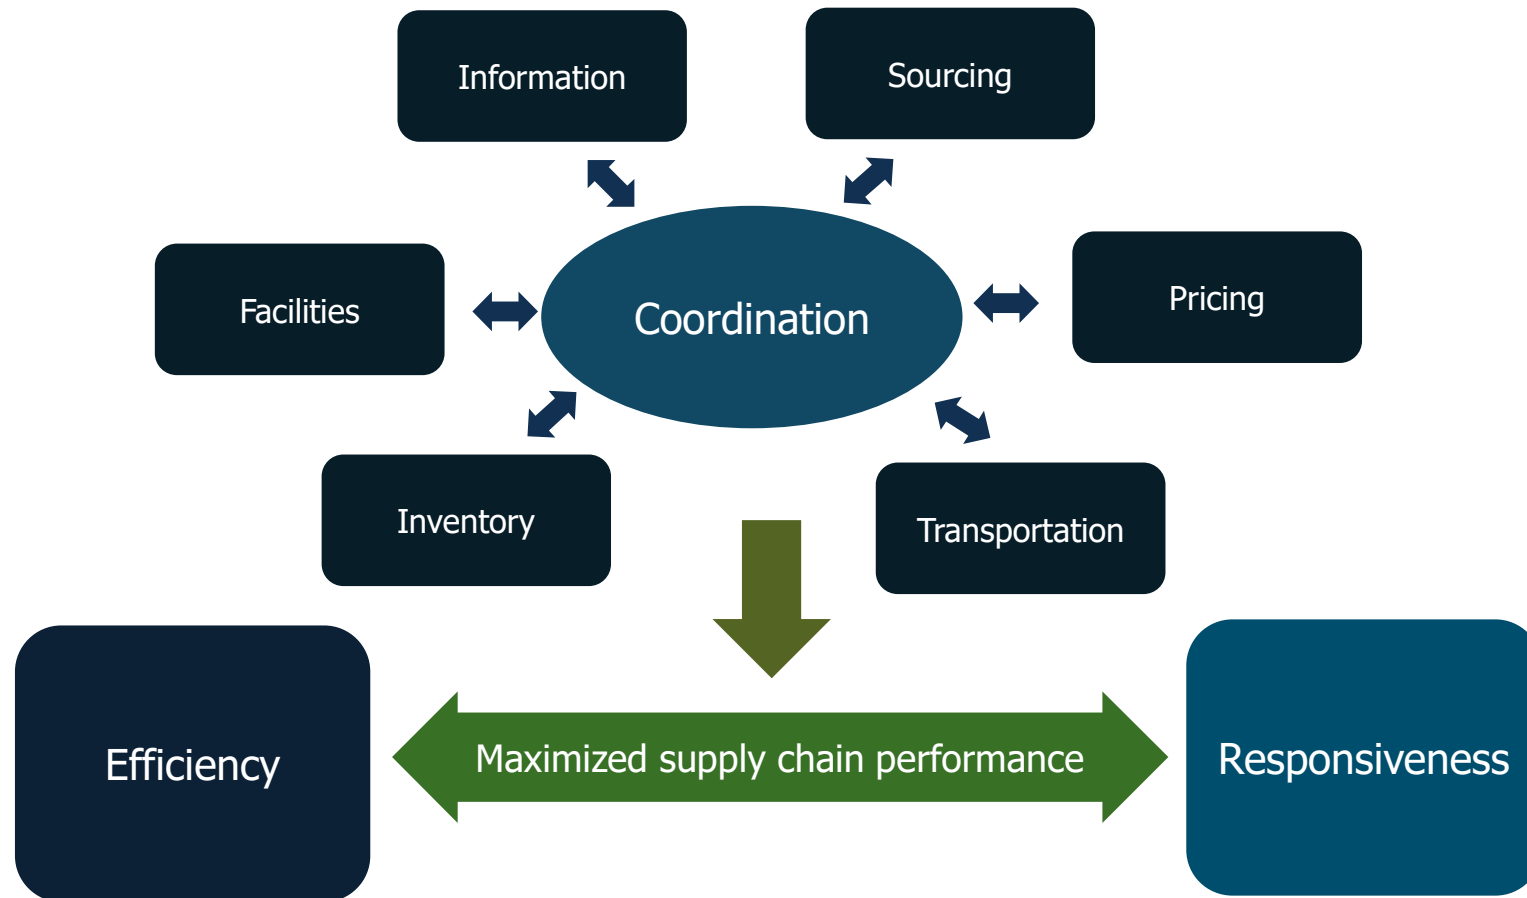 Information
Sourcing
Facilities
Coordination
Pricing
Inventory
Transportation
Efficiency
Maximized supply chain performance
Responsiveness